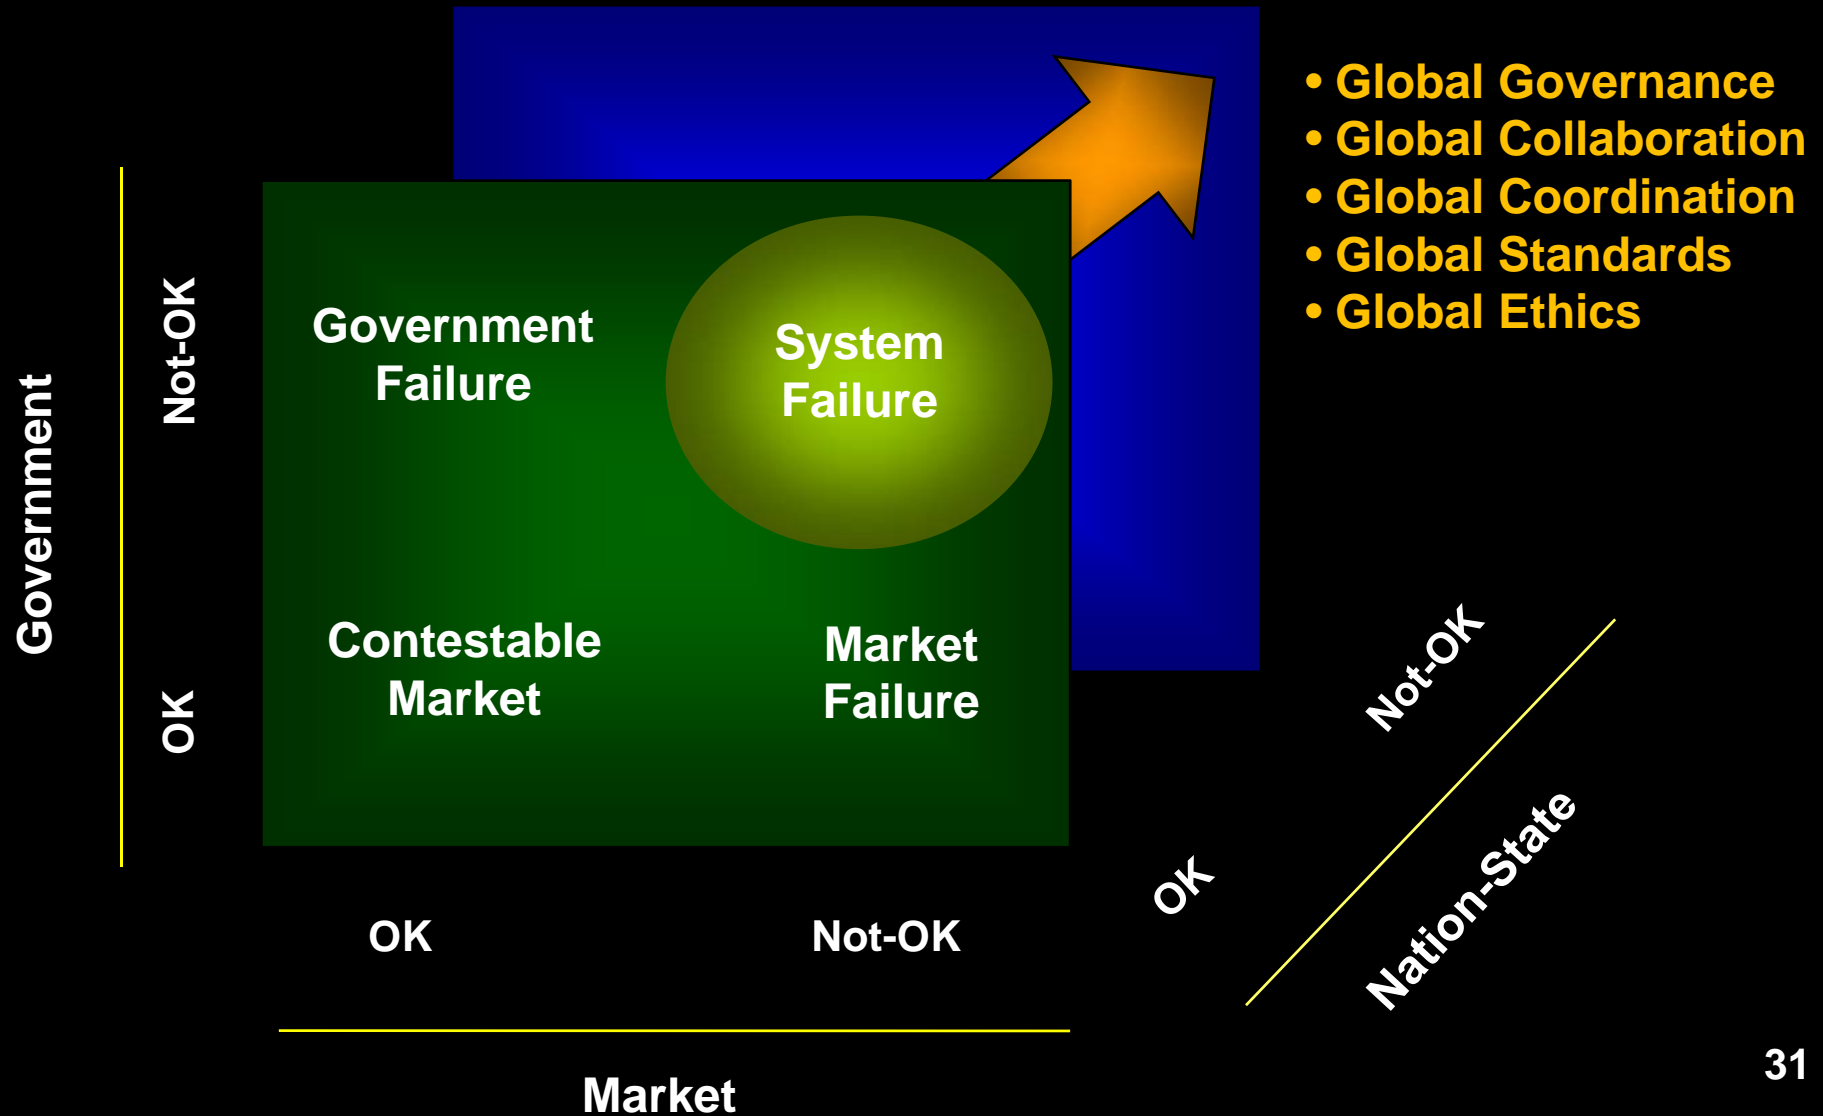 • Global Governance
• Global Collaboration
• Global Coordination
• Global Standards
• Global Ethics
Government
Not-OK
OK
Government
Failure
System
Failure
Contestable
Market
Market
Failure
OK
Not-OK
Market
OK
Not-OK
Nation-State
31